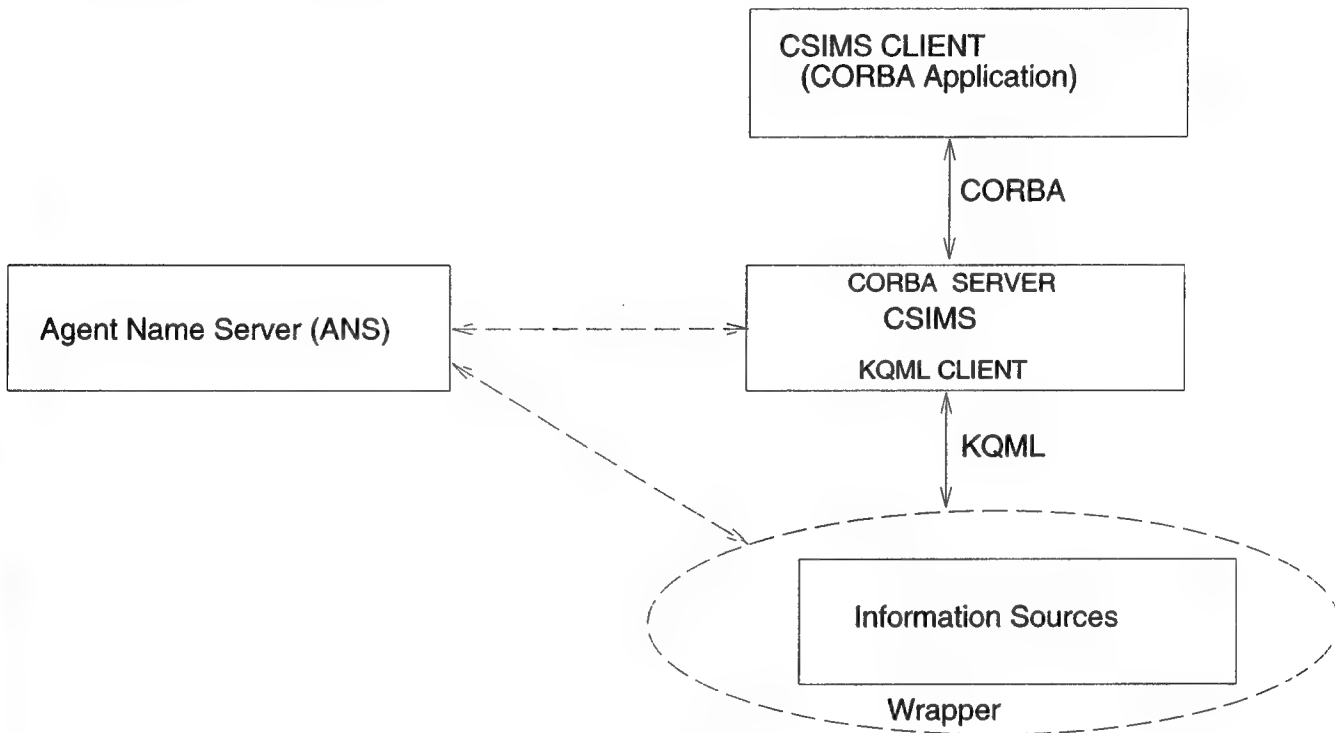 CSIMS CLIENT
(CORBA Application)
CORBA
CORBA SERVER
CSIMS
KQML CLIENT
Agent Name Server (ANS)
KQML
Information Sources
Wrapper